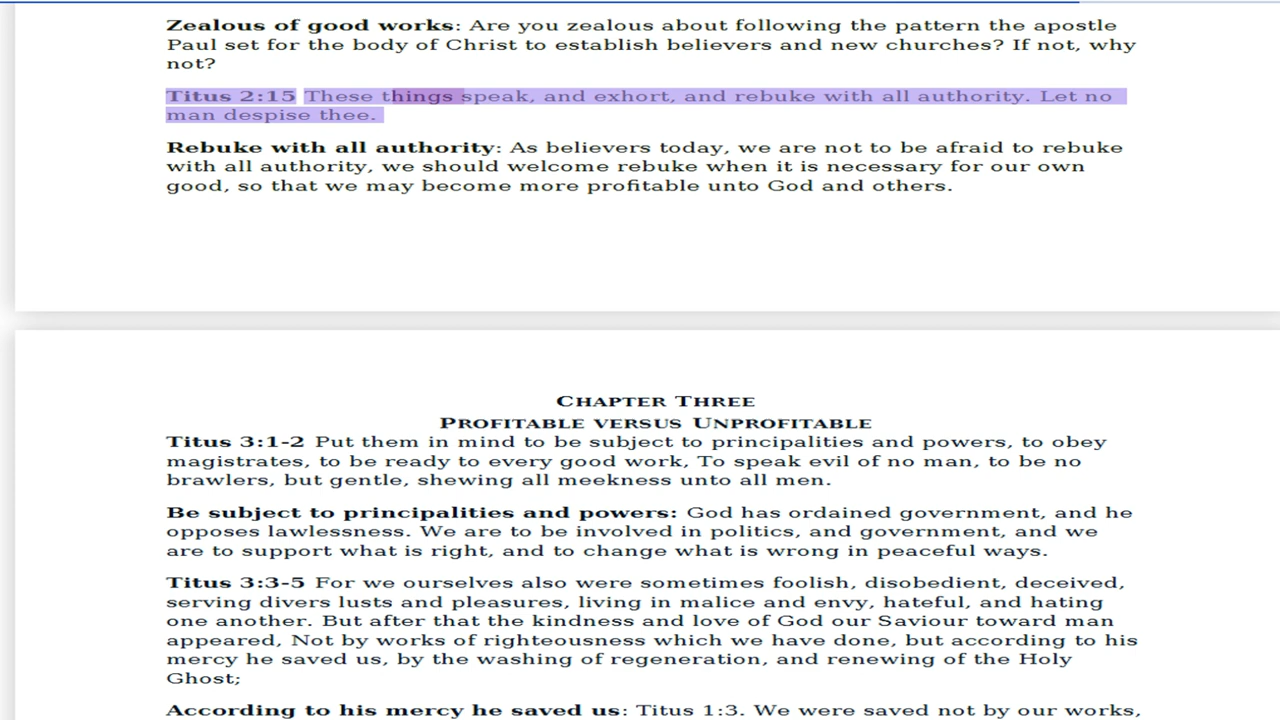 Zealous of good works: Are you zealous about following the pattern the apostle
Paul set for the body of Christ to establish believers and new churches? If not, why
not?
Titus 2:15 These things speak, and exhort, and rebuke with all authority. Let no
man despise thee.
Rebuke with all authority: As believers today, we are not to be afraid to rebuke
with all authority, we should welcome rebuke when it is necessary for our own
good, so that we may become more profitable unto God and others.
CHAPTER THREE
PROFITABLE VERSUS UNPROFITABLE
Titus 3:1-2 Put them in mind to be subject to principalities and powers, to obey
magistrates, to be ready to every good work, To speak evil of no man, to be no
brawlers, but gentle, shewing all meekness unto all men.
Be subject to principalities and powers: God has ordained government, and he
opposes lawlessness. We are to be involved in politics, and government, and we
are to support what is right, and to change what is wrong in peaceful ways.
Titus 3:3-5 For we ourselves also were sometimes foolish, disobedient, deceived,
serving divers lusts and pleasures, living in malice and envy, hateful, and hating
one another. But after that the kindness and love of God our Saviour toward man
appeared, Not by works of righteousness which we have done, but according to his
mercy he saved us, by the washing of regeneration, and renewing of the Holy
Ghost;
According to his mercy he saved us: Titus 1:3. We were saved not by our works,